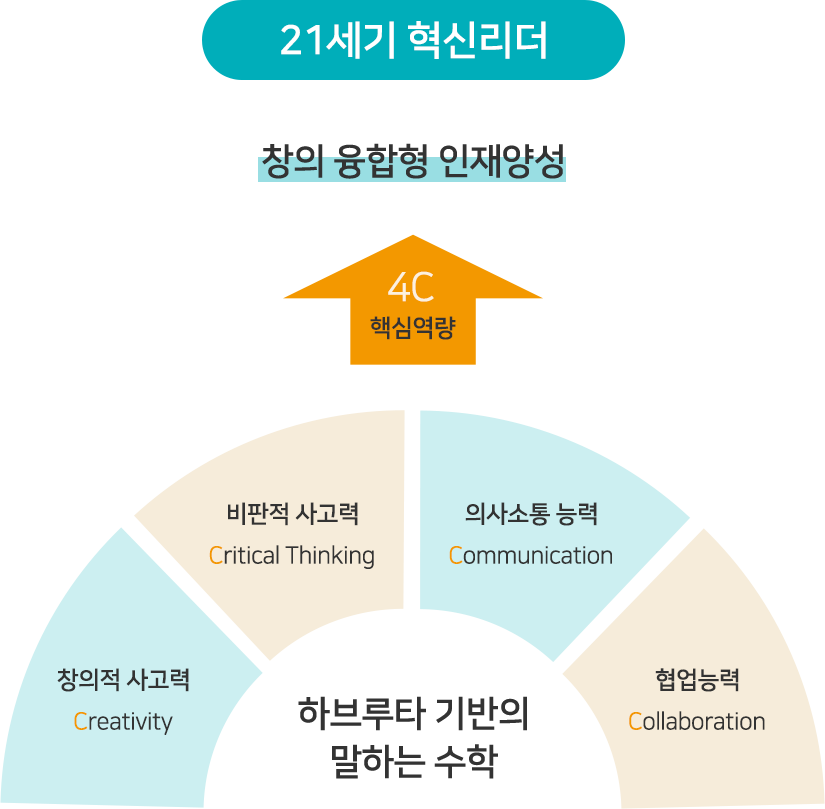 21세기 혁신리더
창의 융합형 인재양성
4C
핵심역량
비판적 사고력
Critical Thinking
의사소통 능력
Communication
창의적 사고력
Creativity
협업능력
Collaboration
하브루타 기반의
말하는 수학